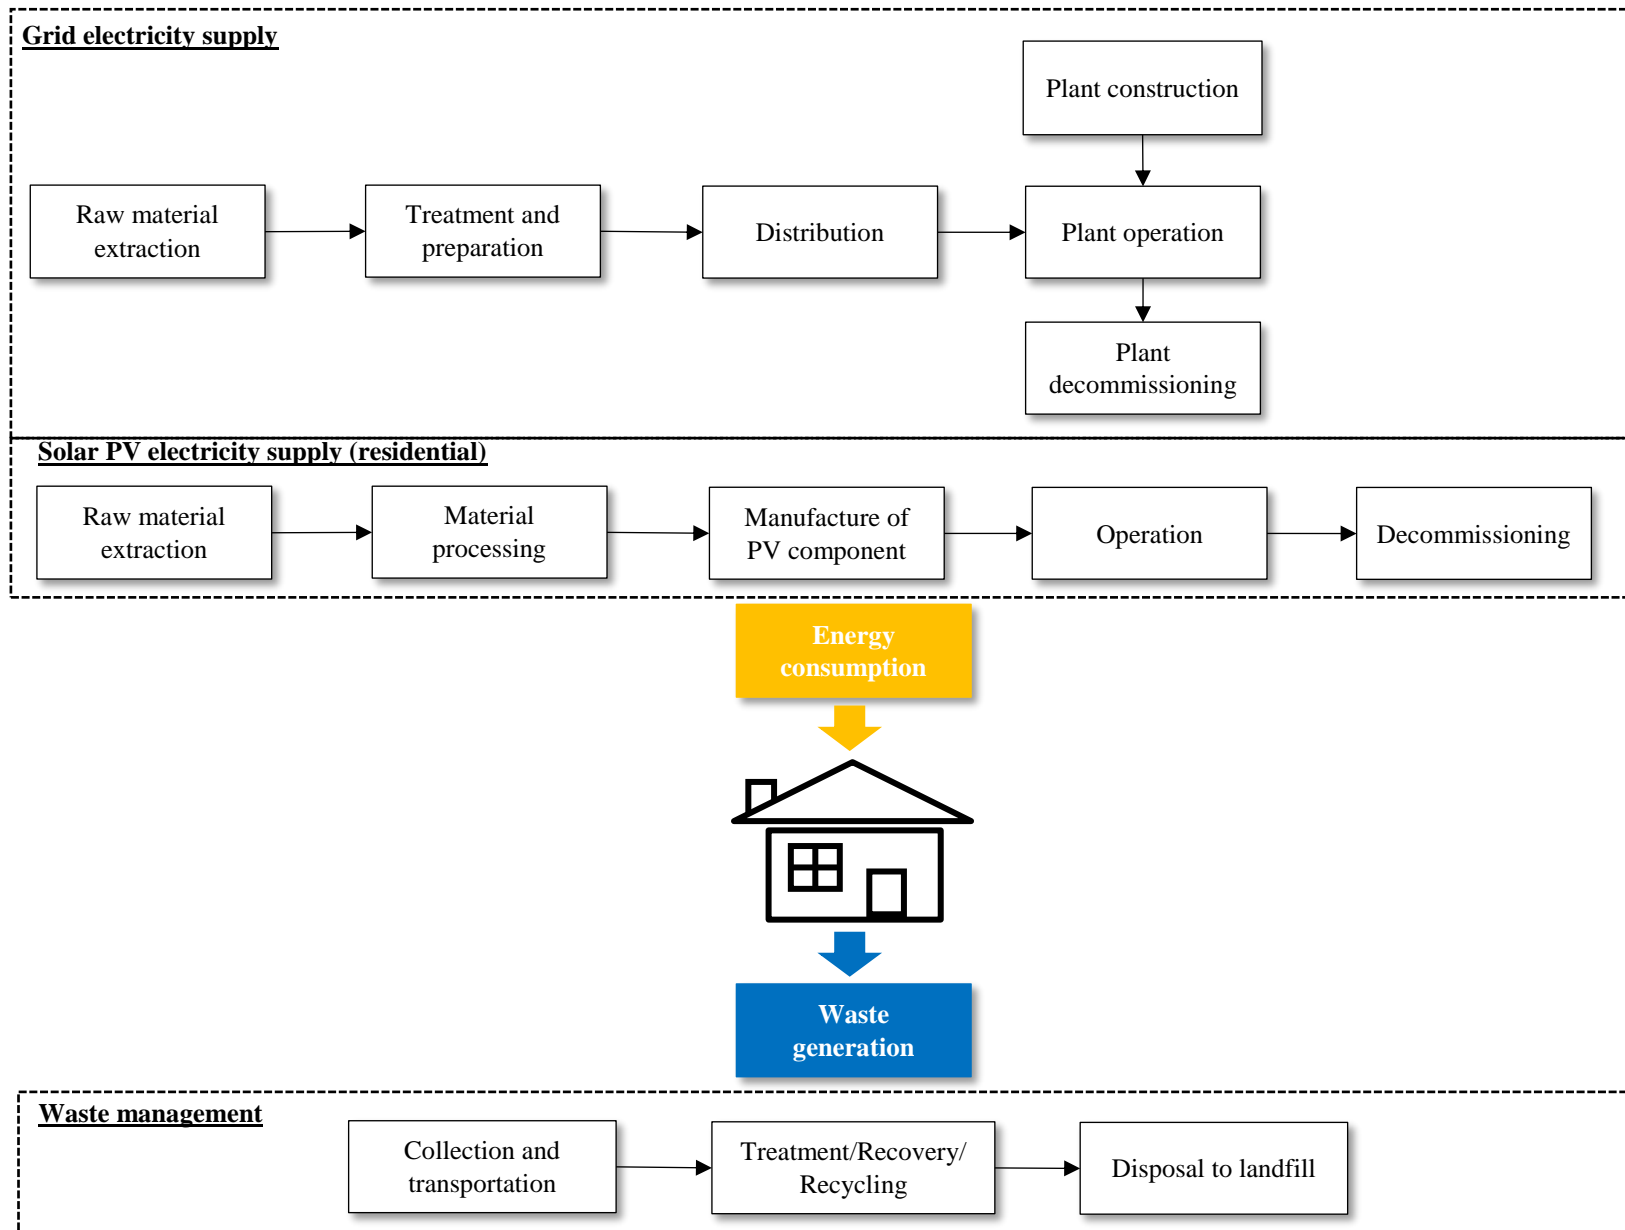 Grid electricity supply
Plant construction
Raw material
extraction
Treatment and
preparation
Distribution
Plant operation
Plant
decommissioning
Solar PV electricity supply (residential)
Raw material
extraction
Material
processing
Manufacture of
PV component
Operation
Decommissioning
Energy
consumption
Waste
generation
Waste management
Collection and
transportation
Treatment/Recovery/
Recycling
Disposal to landfill